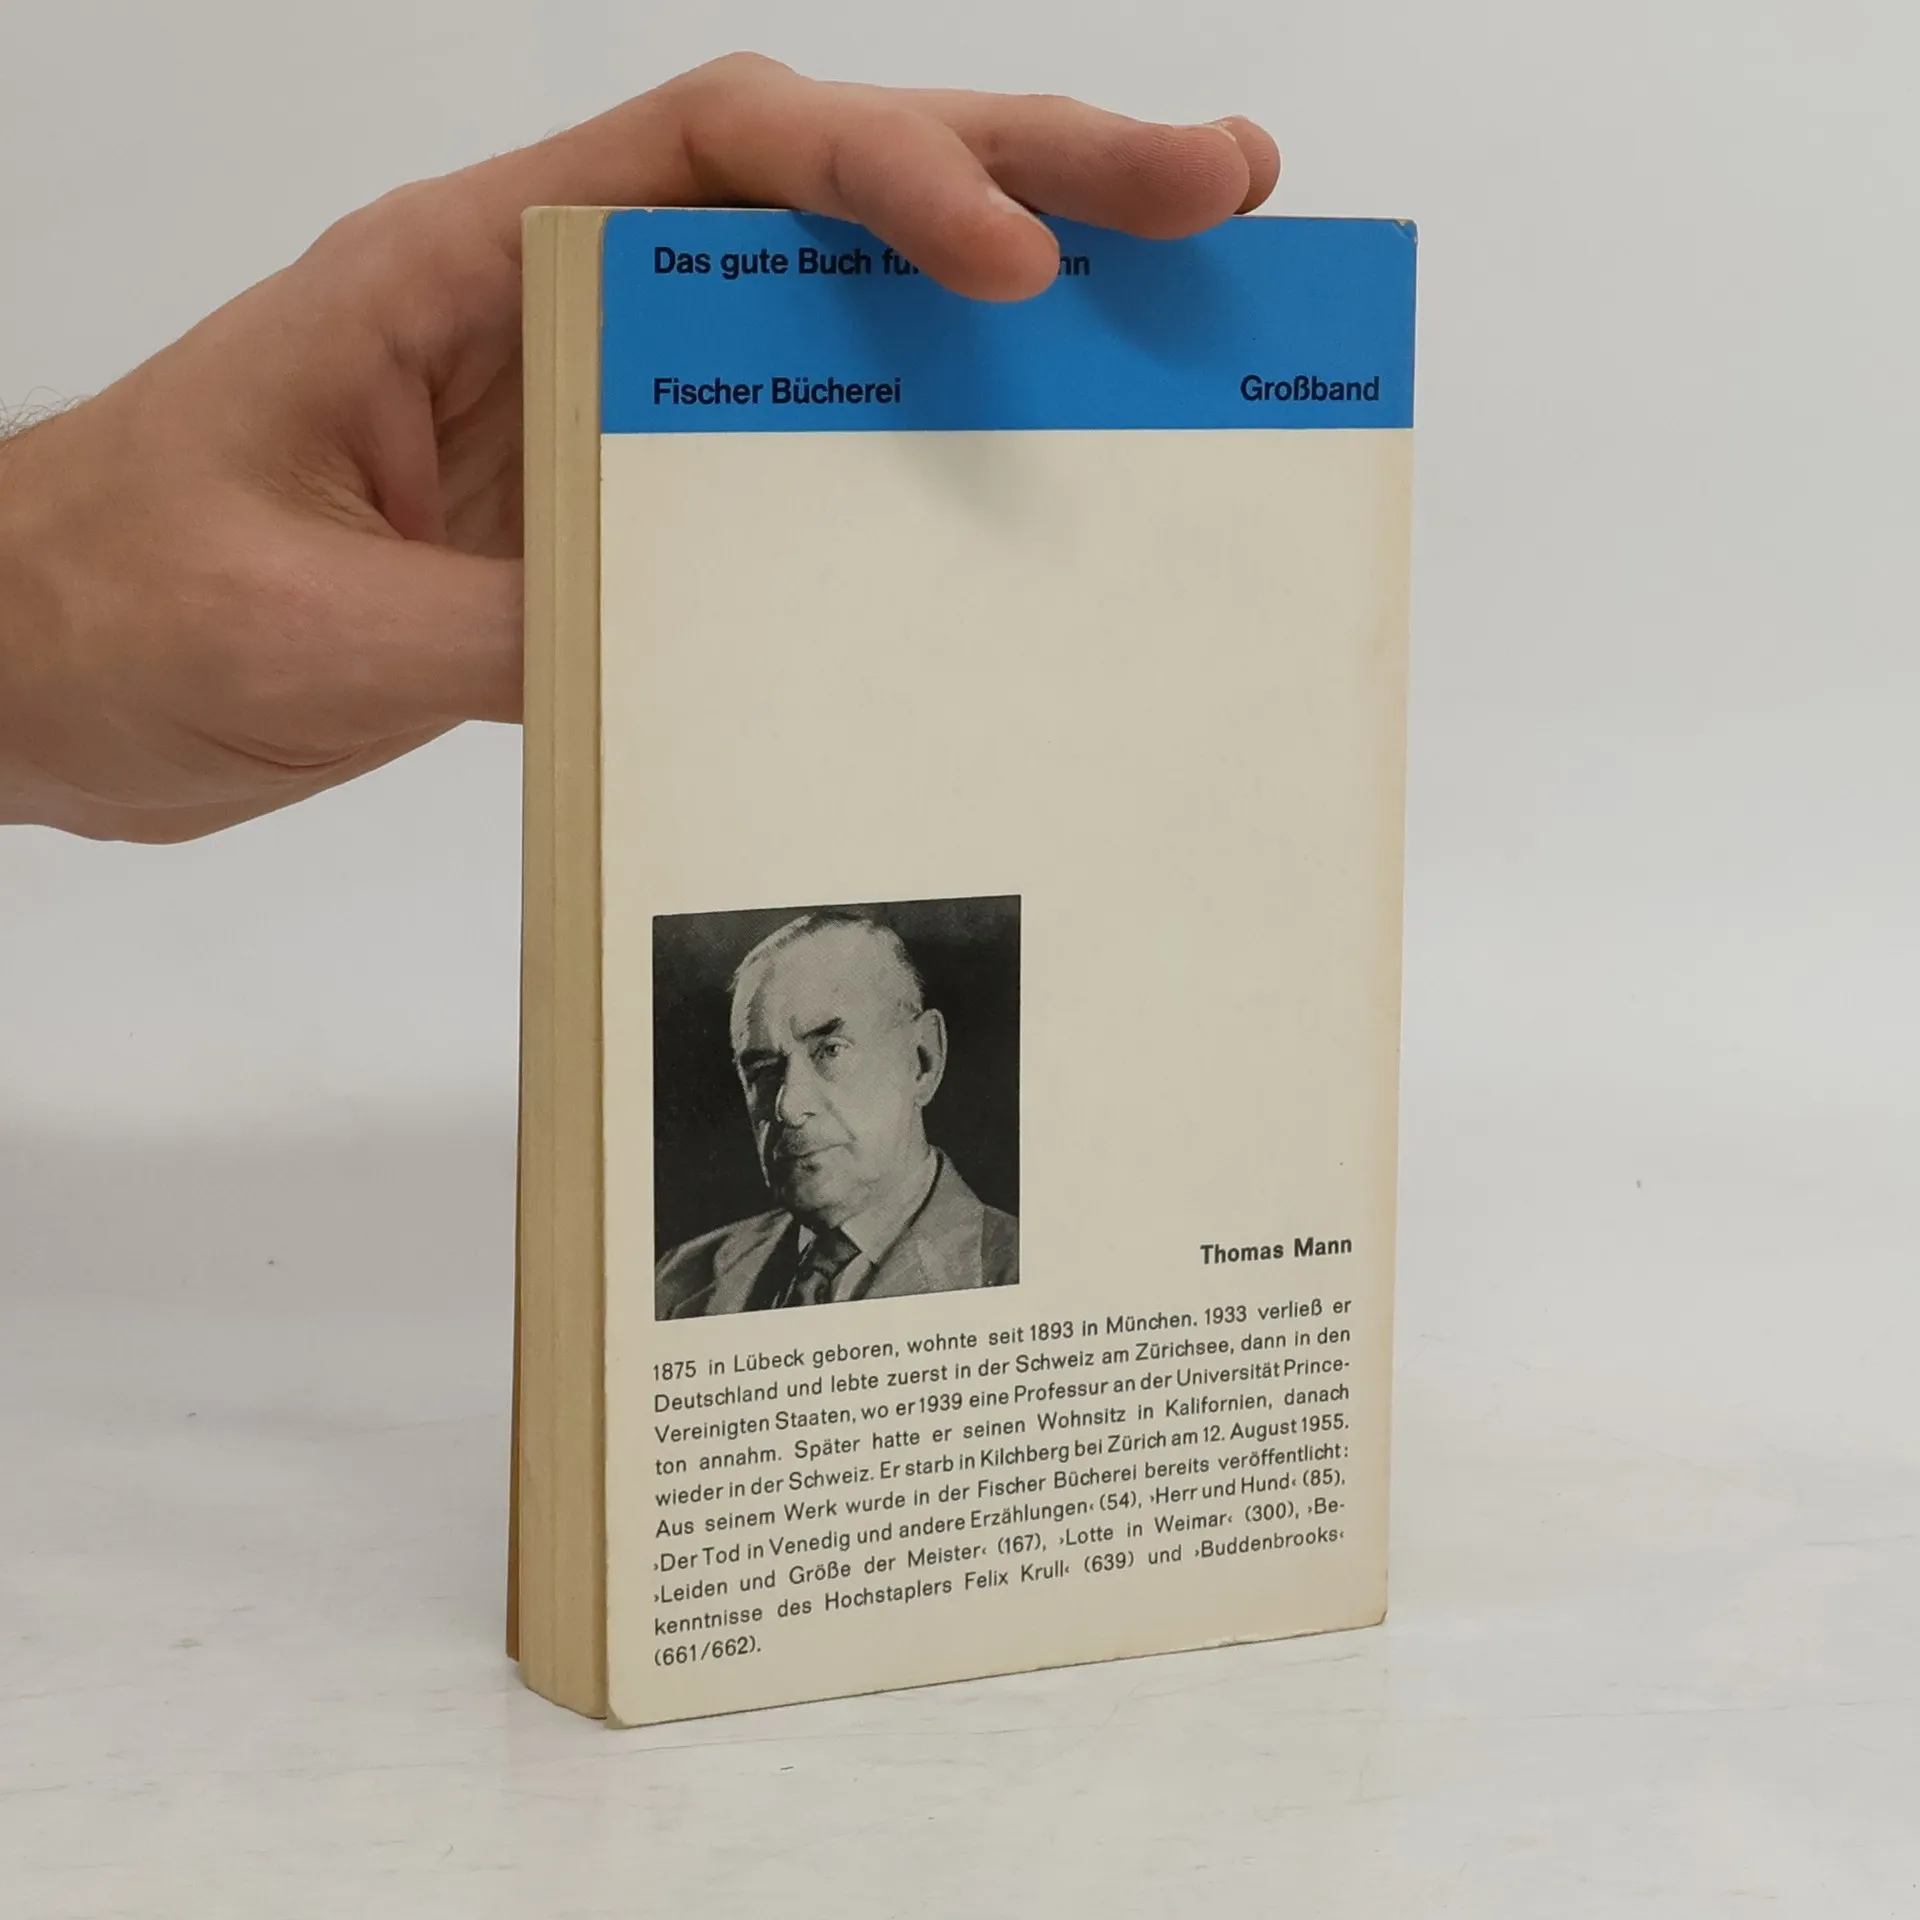 Das gute Buch
Fischer Bücherei Großband
Thomas Mann
1875 in Lübeck geboren, wohnte seit 1893 in München. 1933 verließ er
Deutschland und lebte zuerst in der Schweiz am Zürichsee, dann in den
Vereinigten Staaten, wo er 1939 eine Professur an der Universität Prince-
ton annahm. Später hatte er seinen Wohnsitz in Kalifornien, danach
wieder in der Schweiz. Er starb in Kilchberg bei Zürich am 12. August 1955.
Aus seinem Werk wurde in der Fischer Bücherei bereits veröffentlicht:
›Der Tod in Venedig und andere Erzählungen‹ (54), ›Herr und Hund‹ (85),
›Leiden und Größe der Meister‹ (167), ›Lotte in Weimar‹ (300), ›Be-
kenntnisse des Hochstaplers Felix Krull‹ (639) und ›Buddenbrooks‹
(661/662).